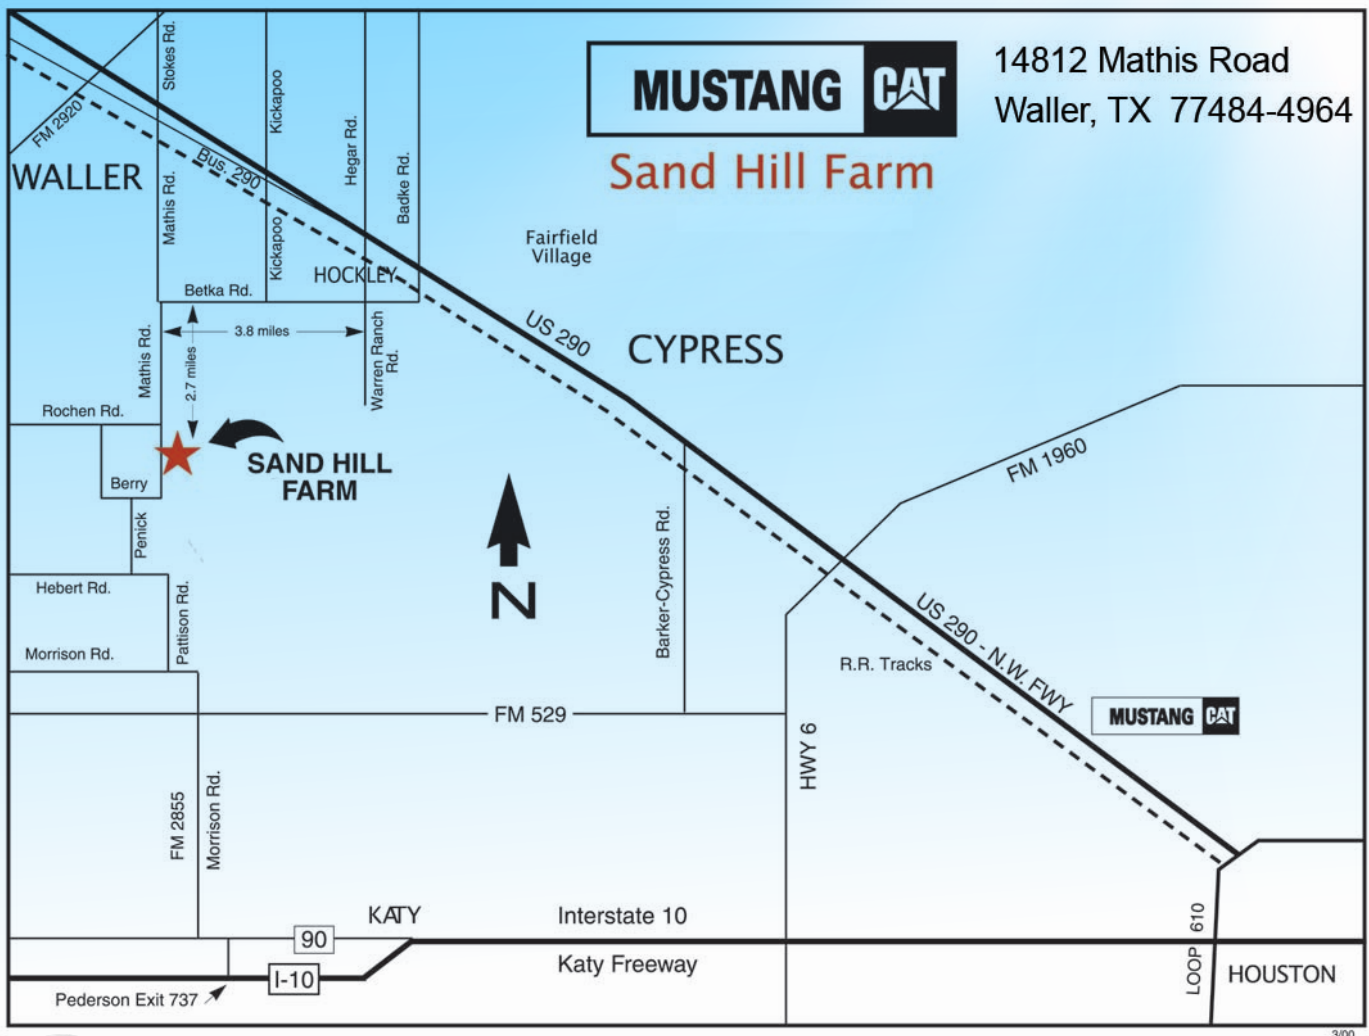 MUSTANG CAT
14812 Mathis Road
Waller, TX 77484-4964
Sand Hill Farm
FM 2920
Stokes Rd.
Kickapoo
Hegar Rd.
Badke Rd.
WALLER
Bus. 290
Mathis Rd.
Kickapoo
Fairfield
Village
HOCKLEY
Betka Rd.
3.8 miles
2.7 miles
Mathis Rd.
Warren Ranch
Rd.
US 290
CYPRESS
Rochen Rd.
SAND HILL
FARM
Berry
FM 1960
Penick
N
Barker-Cypress Rd.
Hebert Rd.
Pattison Rd.
Morrison Rd.
US 290 - N.W. FWY
R.R. Tracks
FM 529
MUSTANG CAT
HWY 6
FM 2855
Morrison Rd.
KATY
Interstate 10
LOOP 610
90
Katy Freeway
I-10
HOUSTON
Pederson Exit 737
3/00